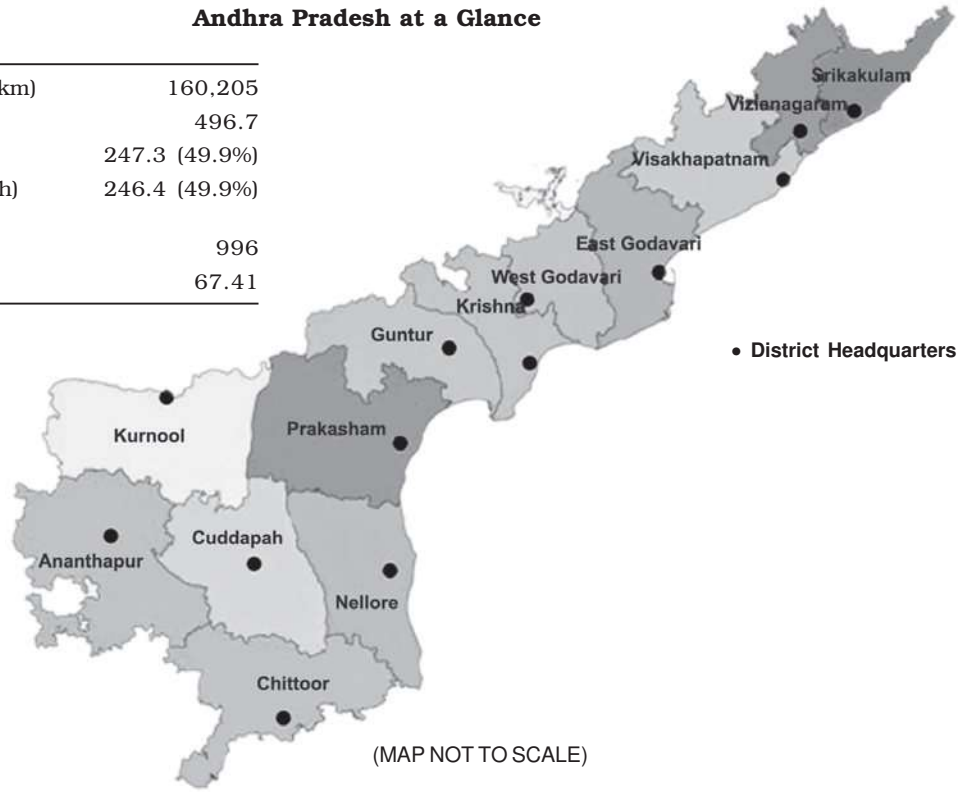 Andhra Pradesh at a Glance
km) 160,205
496.7
247.3 (49.9%)
h) 246.4 (49.9%)
996
67.41
Srikakulam
Vizianagaram
Visakhapatnam
East Godavari
West Godavari
Krishna
Guntur
• District Headquarters
Kurnool
Prakasham
Cuddapah
Ananthapur
Nellore
Chittoor
(MAP NOT TO SCALE)